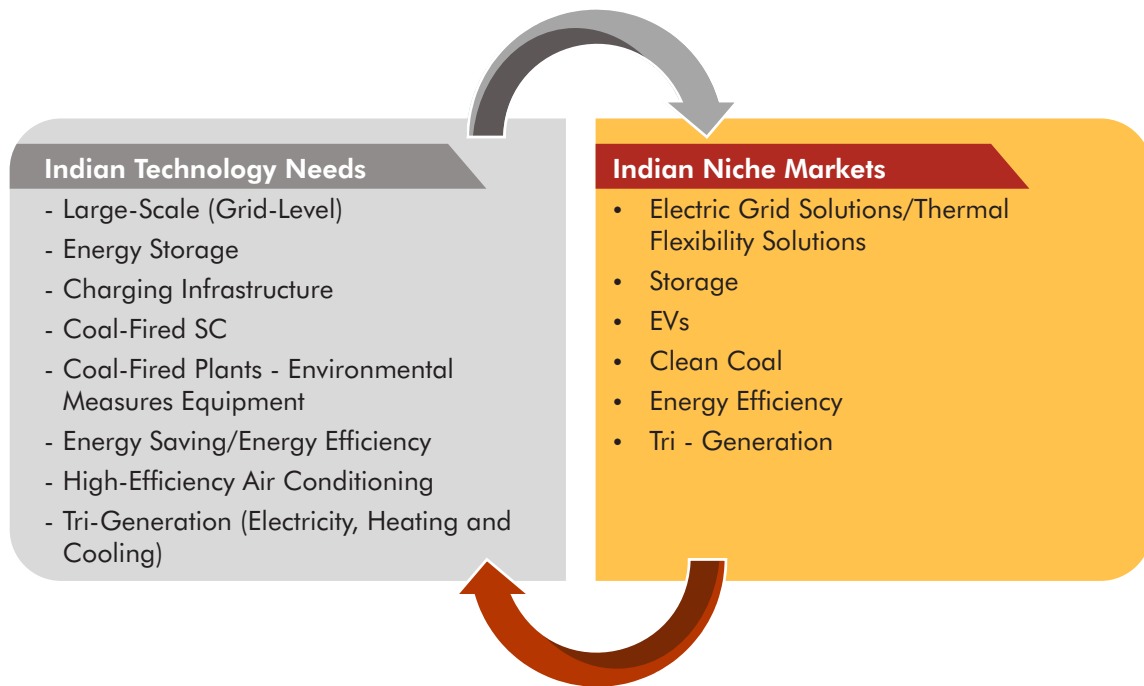 Indian Technology Needs
- Large-Scale (Grid-Level)
- Energy Storage
- Charging Infrastructure
- Coal-Fired SC
- Coal-Fired Plants - Environmental
Measures Equipment
- Energy Saving/Energy Efficiency
- High-Efficiency Air Conditioning
- Tri-Generation (Electricity, Heating and
Cooling)
Indian Niche Markets
• Electric Grid Solutions/Thermal
Flexibility Solutions
• Storage
• EVs
• Clean Coal
• Energy Efficiency
• Tri - Generation